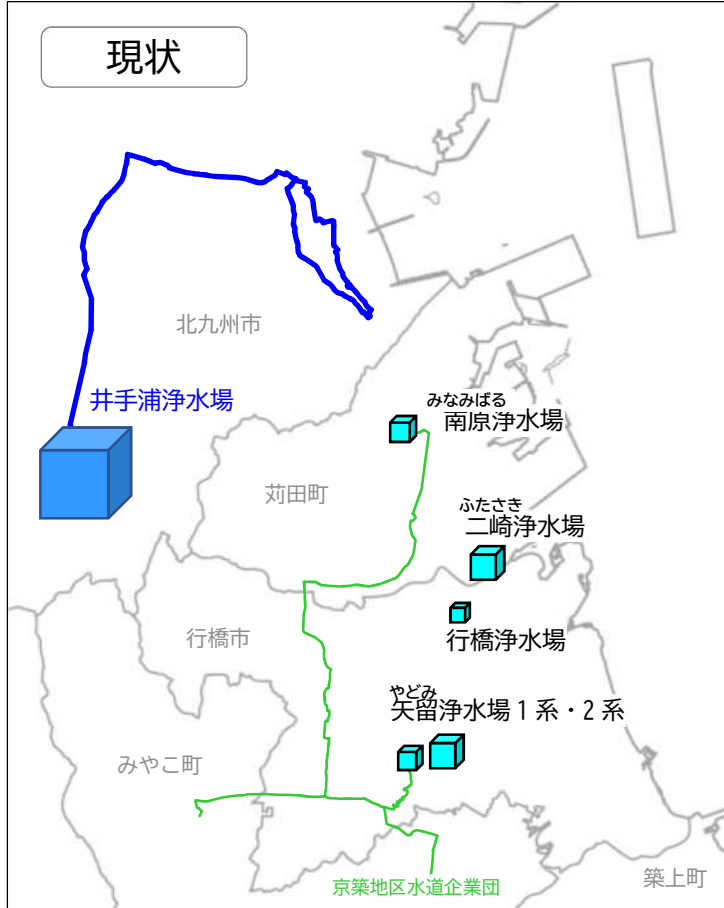 現状
北九州市
井手浦浄水場
みなみばる
南原浄水場
苅田町
ふたさき
二崎浄水場
行橋市
行橋浄水場
やどみ
矢留浄水場1系・2系
みやこ町
京築地区水道企業団
築上町